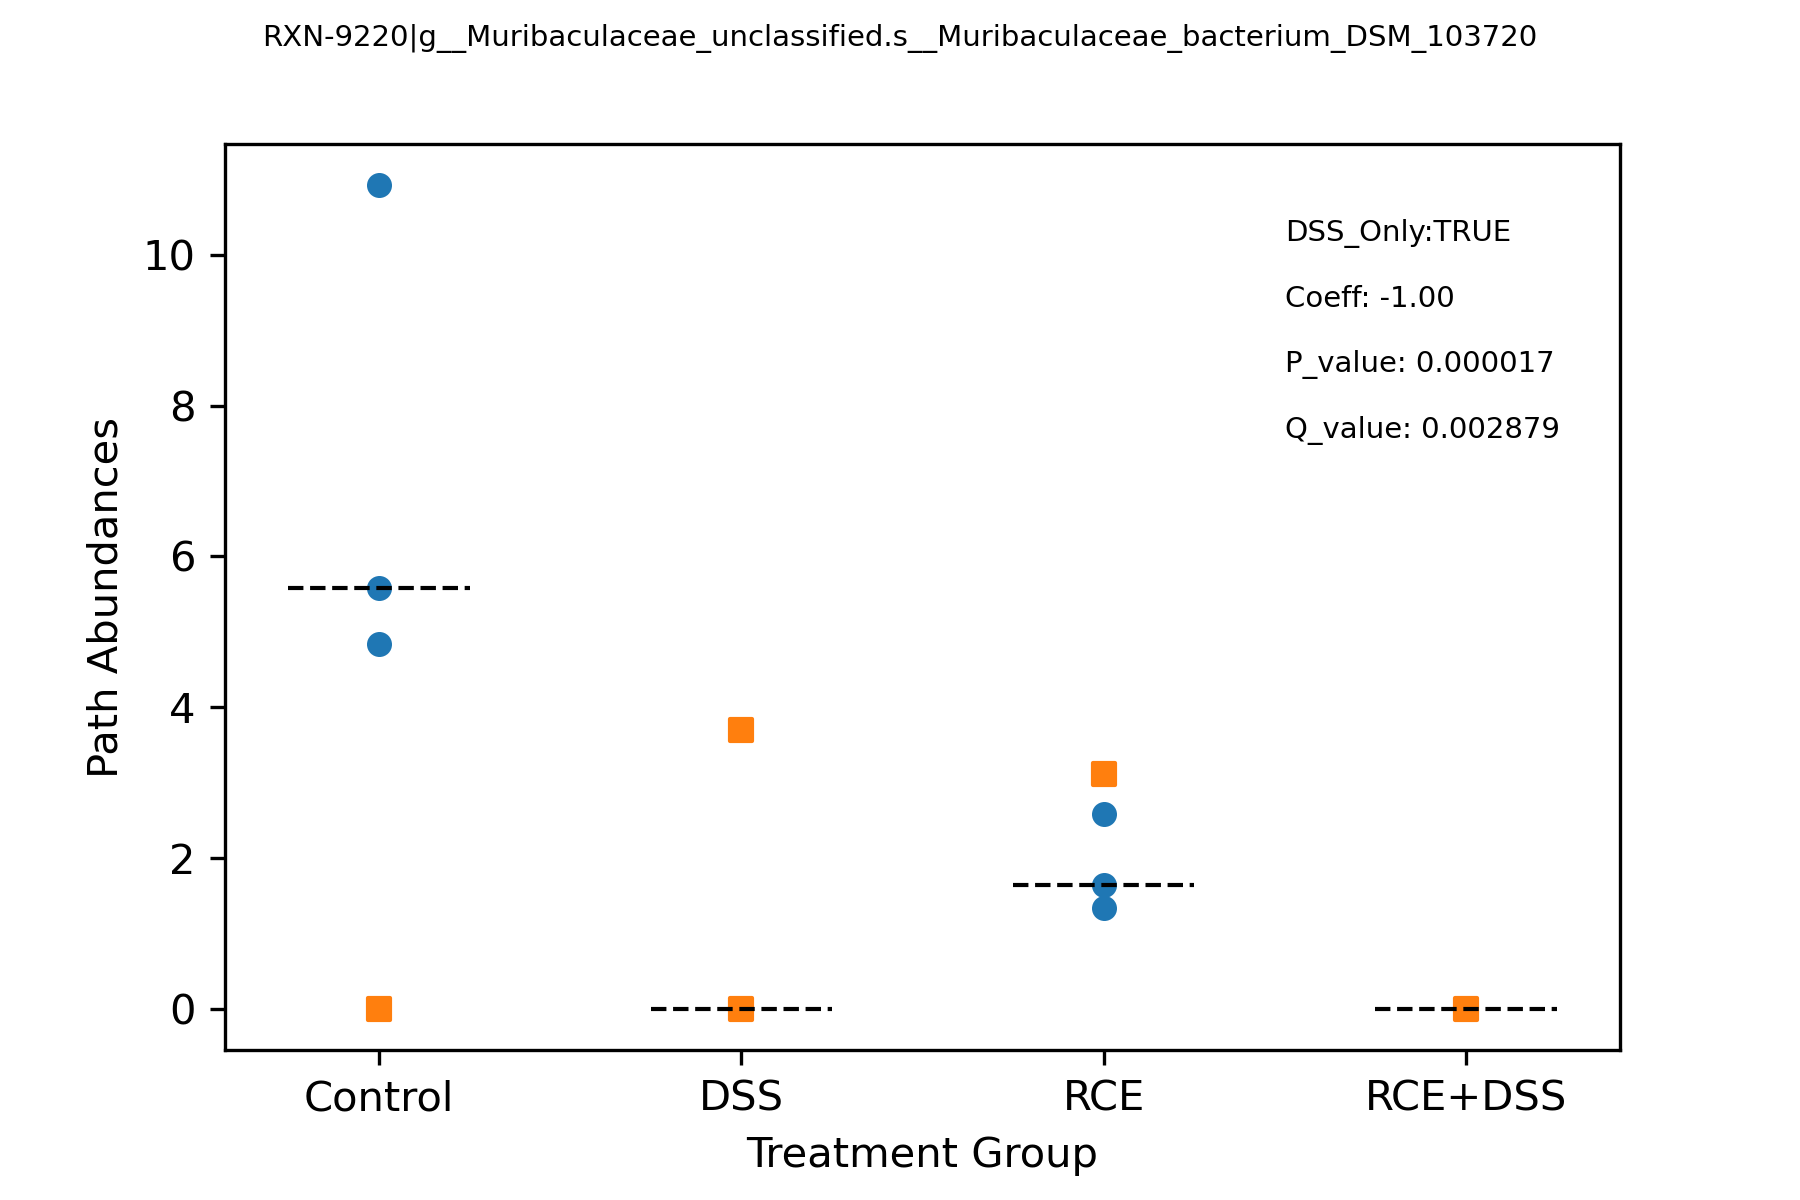 RXN-9220|g__Muribaculaceae_unclassified.s__Muribaculaceae_bacterium_DSM_103720
DSS_Only:TRUE
Coeff: -1.00
P_value: 0.000017
Q_value: 0.002879
10
8
6
4
2
0
Path Abundances
Control
DSS
RCE
RCE+DSS
Treatment Group